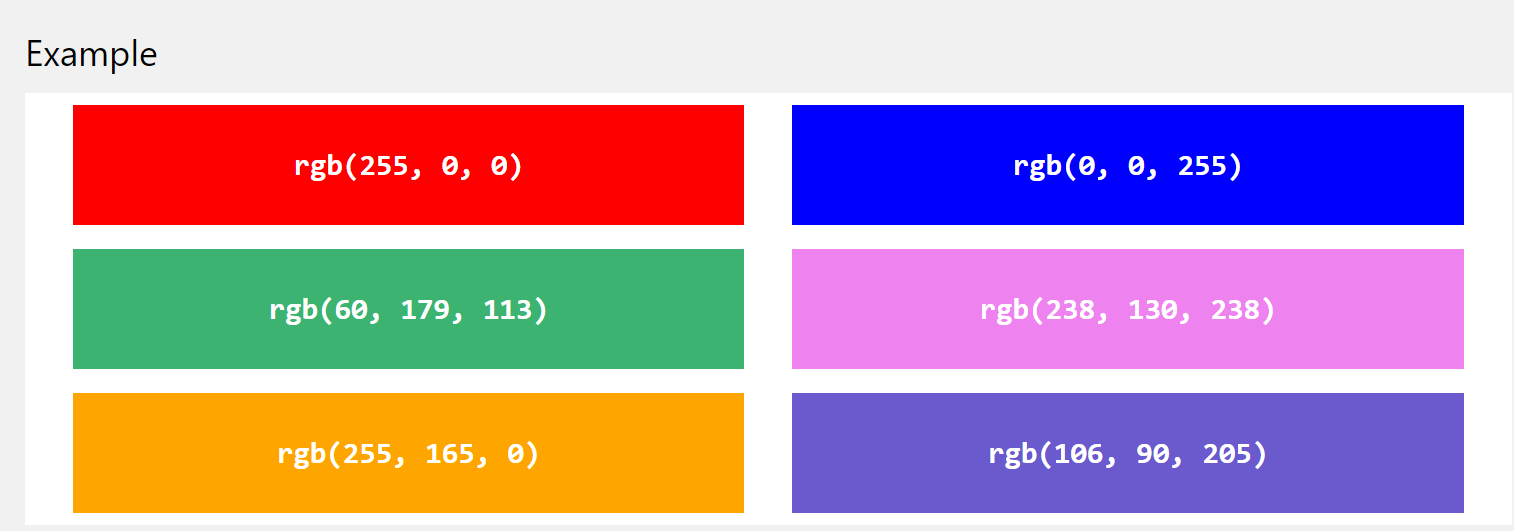 Example
rgb(255, 0, 0)
rgb(0, 0, 255)
rgb(60, 179, 113)
rgb(238, 130, 238)
rgb(255, 165, 0)
rgb(106, 90, 205)